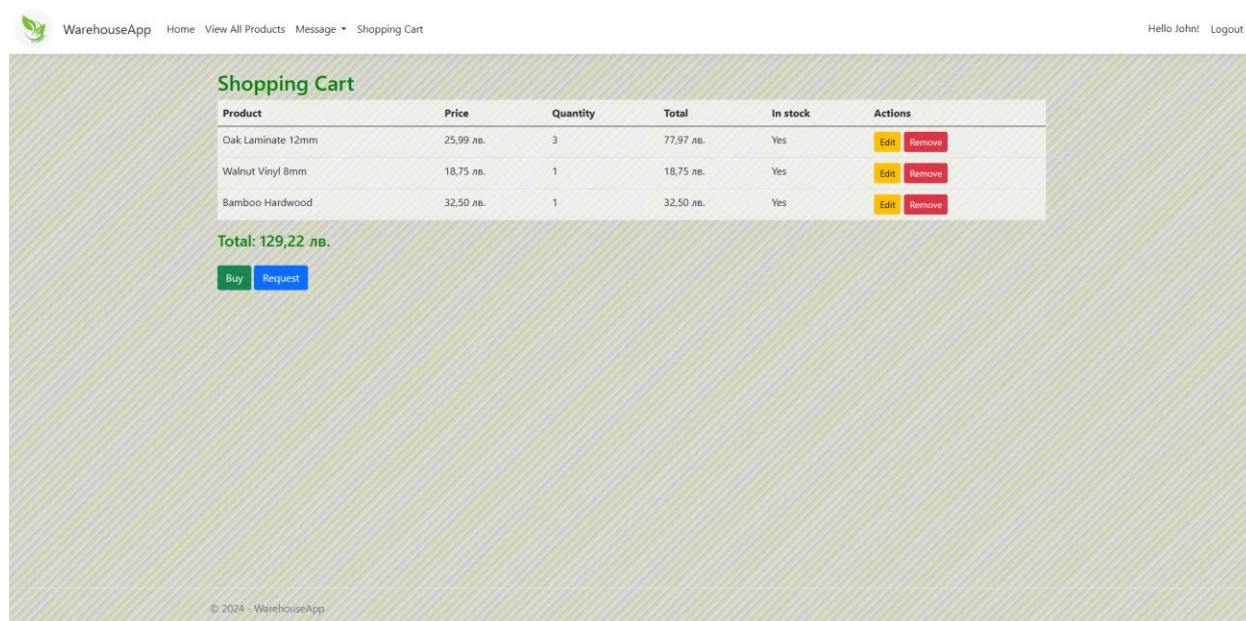 WarehouseApp Home View All Products Message Shopping Cart Hello John! Logout
Shopping Cart
Product Price Quantity Total In stock Actions
Oak Laminate 12mm 25,99 лв. 3 77,97 лв. Yes Edit Remove
Walnut Vinyl 8mm 18,75 лв. 1 18,75 лв. Yes Edit Remove
Bamboo Hardwood 32,50 лв. 1 32,50 лв. Yes Edit Remove
Total: 129,22 лв.
Buy Request
© 2024 - WarehouseApp